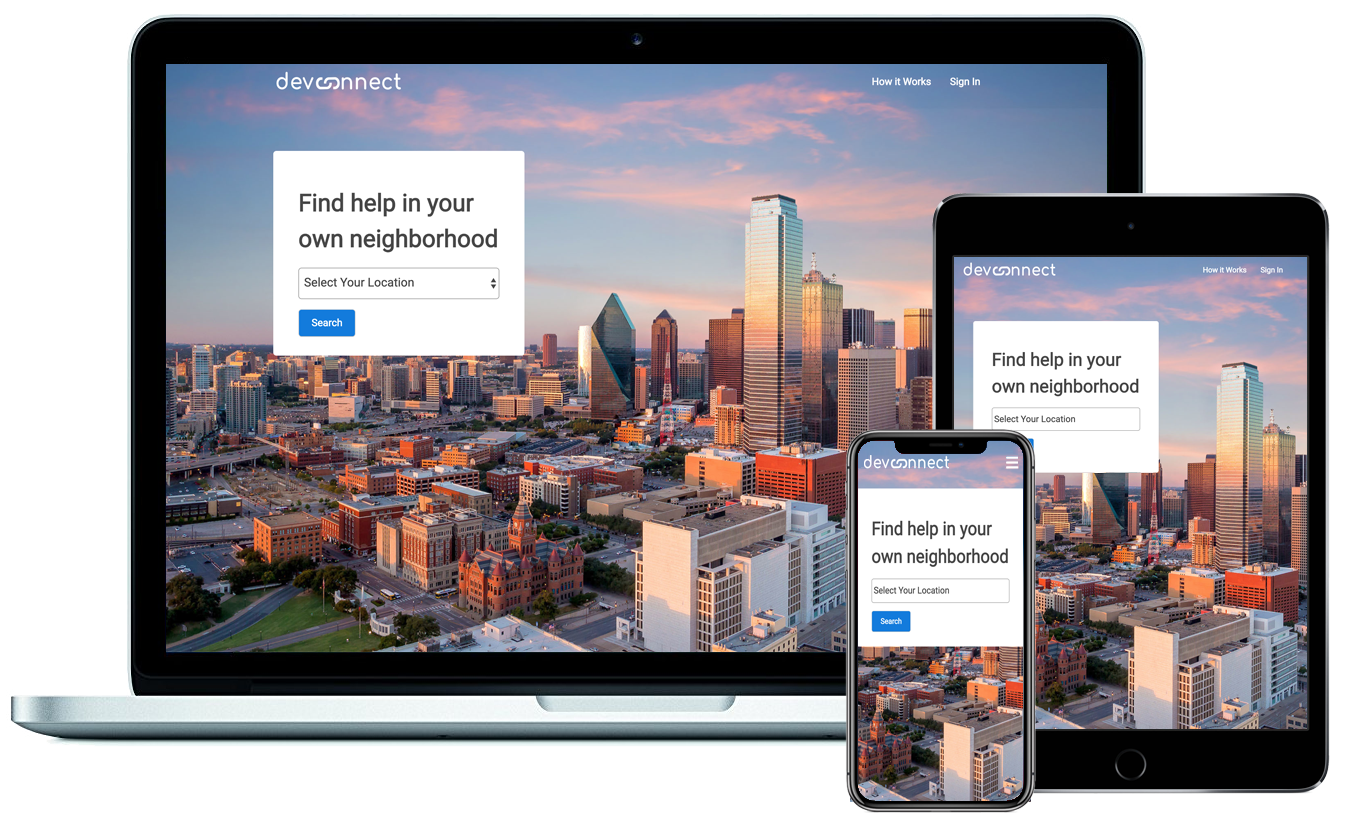 devconnect
How it Works Sign In
Find help in your
own neighborhood
Select Your Location
Search
devconnect
How it Works Sign In
Find help in your
own neighborhood
Select Your Location
devconnect
Find help in your
own neighborhood
Select Your Location
Search